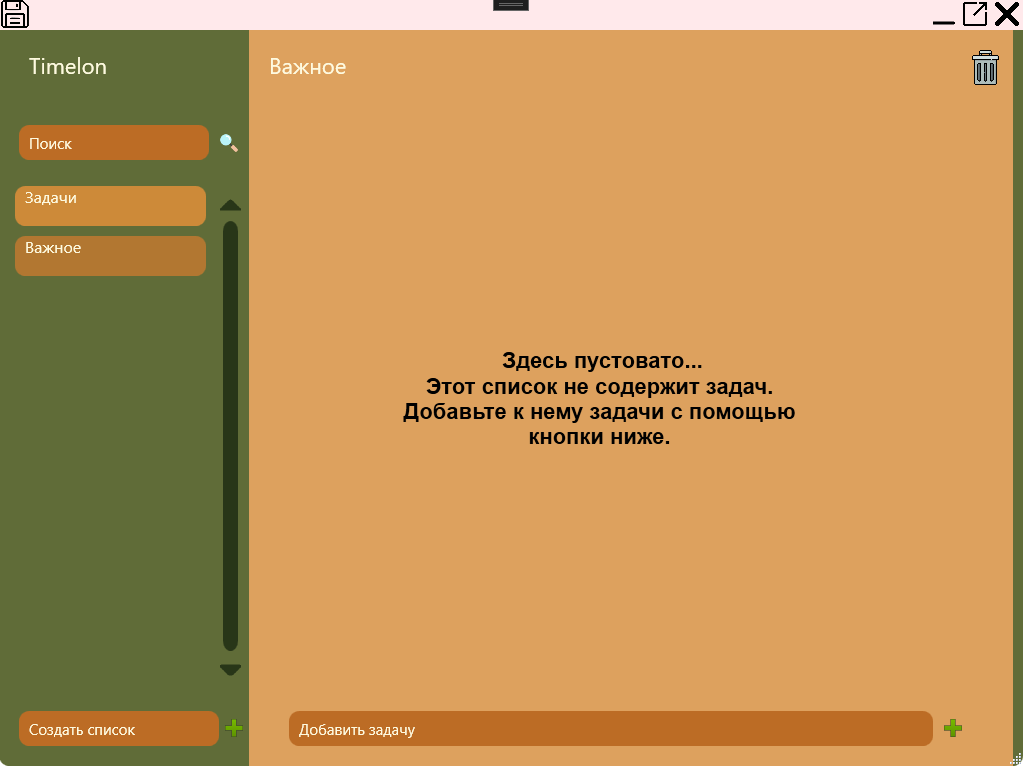 Timelon
Важное
Поиск
Задачи
Важное
Здесь пустовато...
Этот список не содержит задач.
Добавьте к нему задачи с помощью
кнопки ниже.
Создать список
Добавить задачу